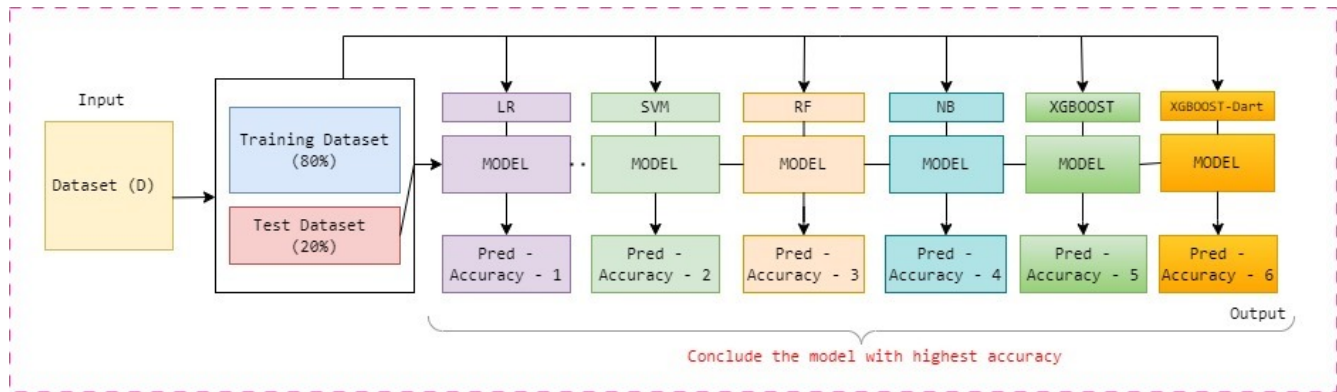 Input
Dataset (D)
Training Dataset
(80%)
Test Dataset
(20%)
LR
SVM
RF
NB
XGBOOST
XGBOOST-Dart
MODEL
MODEL
MODEL
MODEL
MODEL
MODEL
Pred -
Accuracy - 1
Pred -
Accuracy - 2
Pred -
Accuracy - 3
Pred -
Accuracy - 4
Pred -
Accuracy - 5
Pred -
Accuracy - 6
Output
Conclude the model with highest accuracy